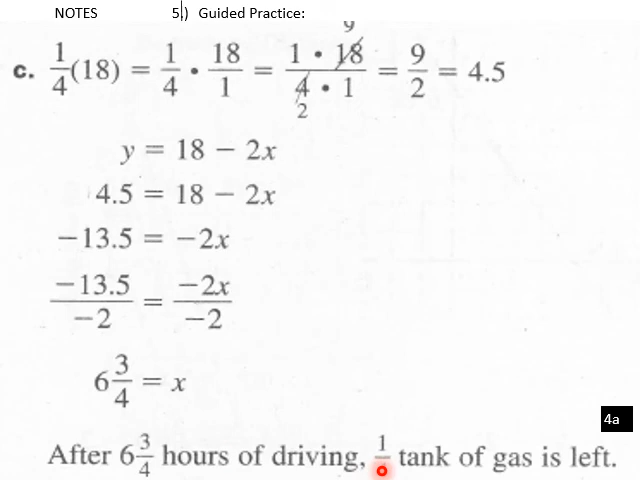 NOTES 5.) Guided Practice:
c. 1/4(18) = 1/4 • 18/1 = 1 • 18/4 • 1 = 9/2 = 4.5
9
2
y = 18 − 2x
4.5 = 18 − 2x
−13.5 = −2x
−13.5/−2 = −2x/−2
6 3/4 = x
4a
After 6 3/4 hours of driving, 1/ tank of gas is left.